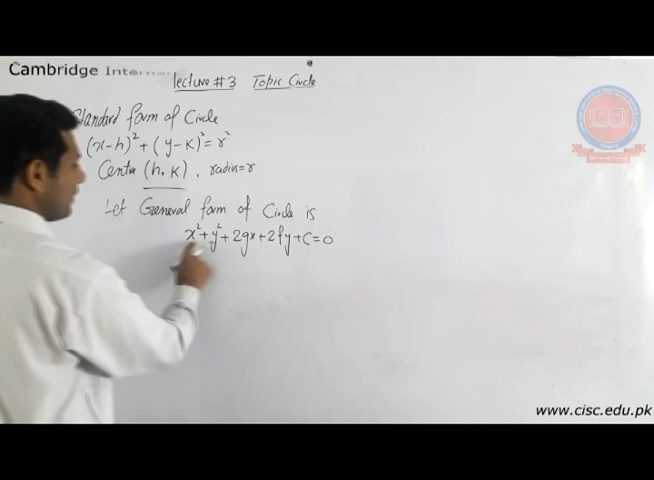 Cambridge Interna
lecture #3 Topic Circle
Standard form of Circle
(x-h)² + (y-k)² = r²
Centre (h, k), radius=r
Let General form of Circle is
x² + y² + 2gx + 2fy + c = 0
www.cisc.edu.pk